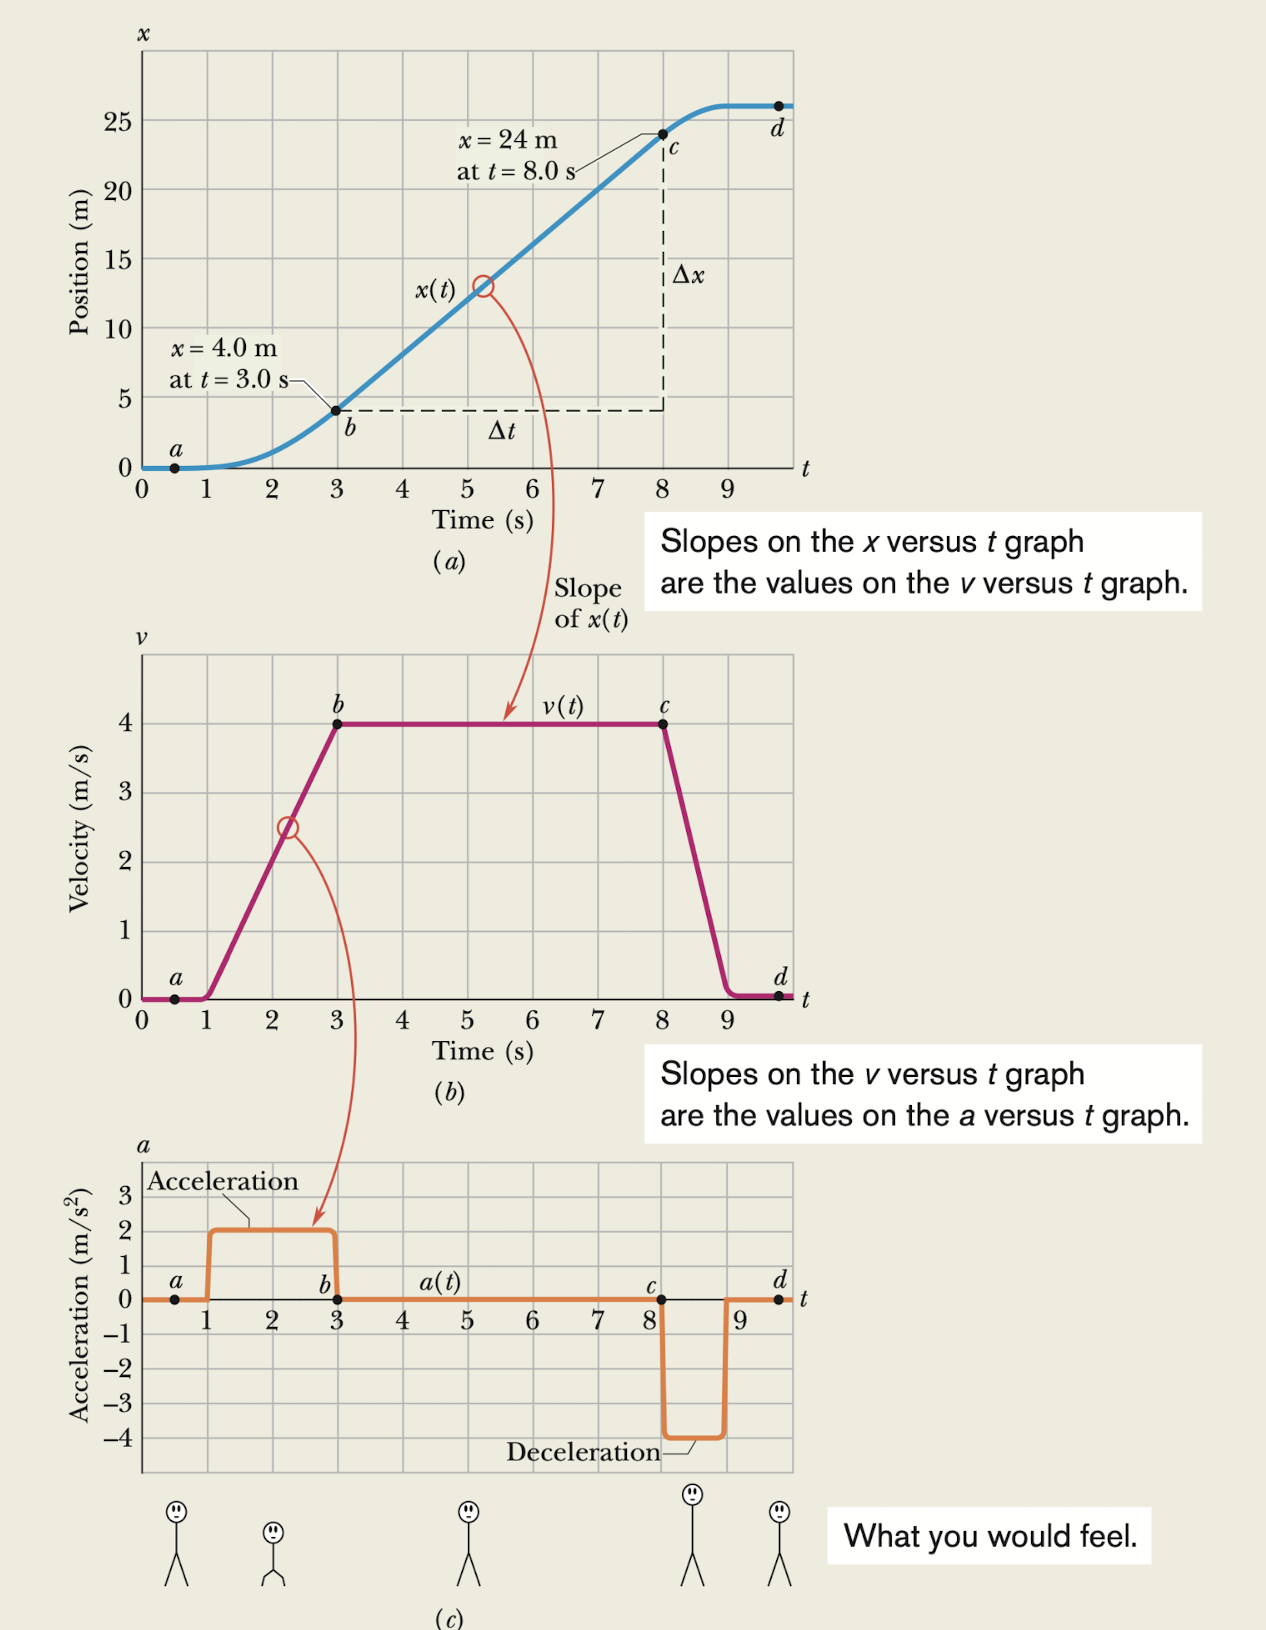 x
25
20
15
10
5
0
Position (m)
x = 24 m
at t = 8.0 s
c
d
Δx
x(t)
x = 4.0 m
at t = 3.0 s
b
Δt
a
t
0 1 2 3 4 5 6 7 8 9
Time (s)
(a)
Slopes on the x versus t graph
are the values on the v versus t graph.
Slope
of x(t)
v
4
3
2
1
0
Velocity (m/s)
b
v(t)
c
a
d
t
0 1 2 3 4 5 6 7 8 9
Time (s)
(b)
Slopes on the v versus t graph
are the values on the a versus t graph.
a
3
2
1
0
–1
–2
–3
–4
Acceleration (m/s²)
Acceleration
a
b
a(t)
c
d
t
1 2 3 4 5 6 7 8 9
Deceleration
What you would feel.
(c)